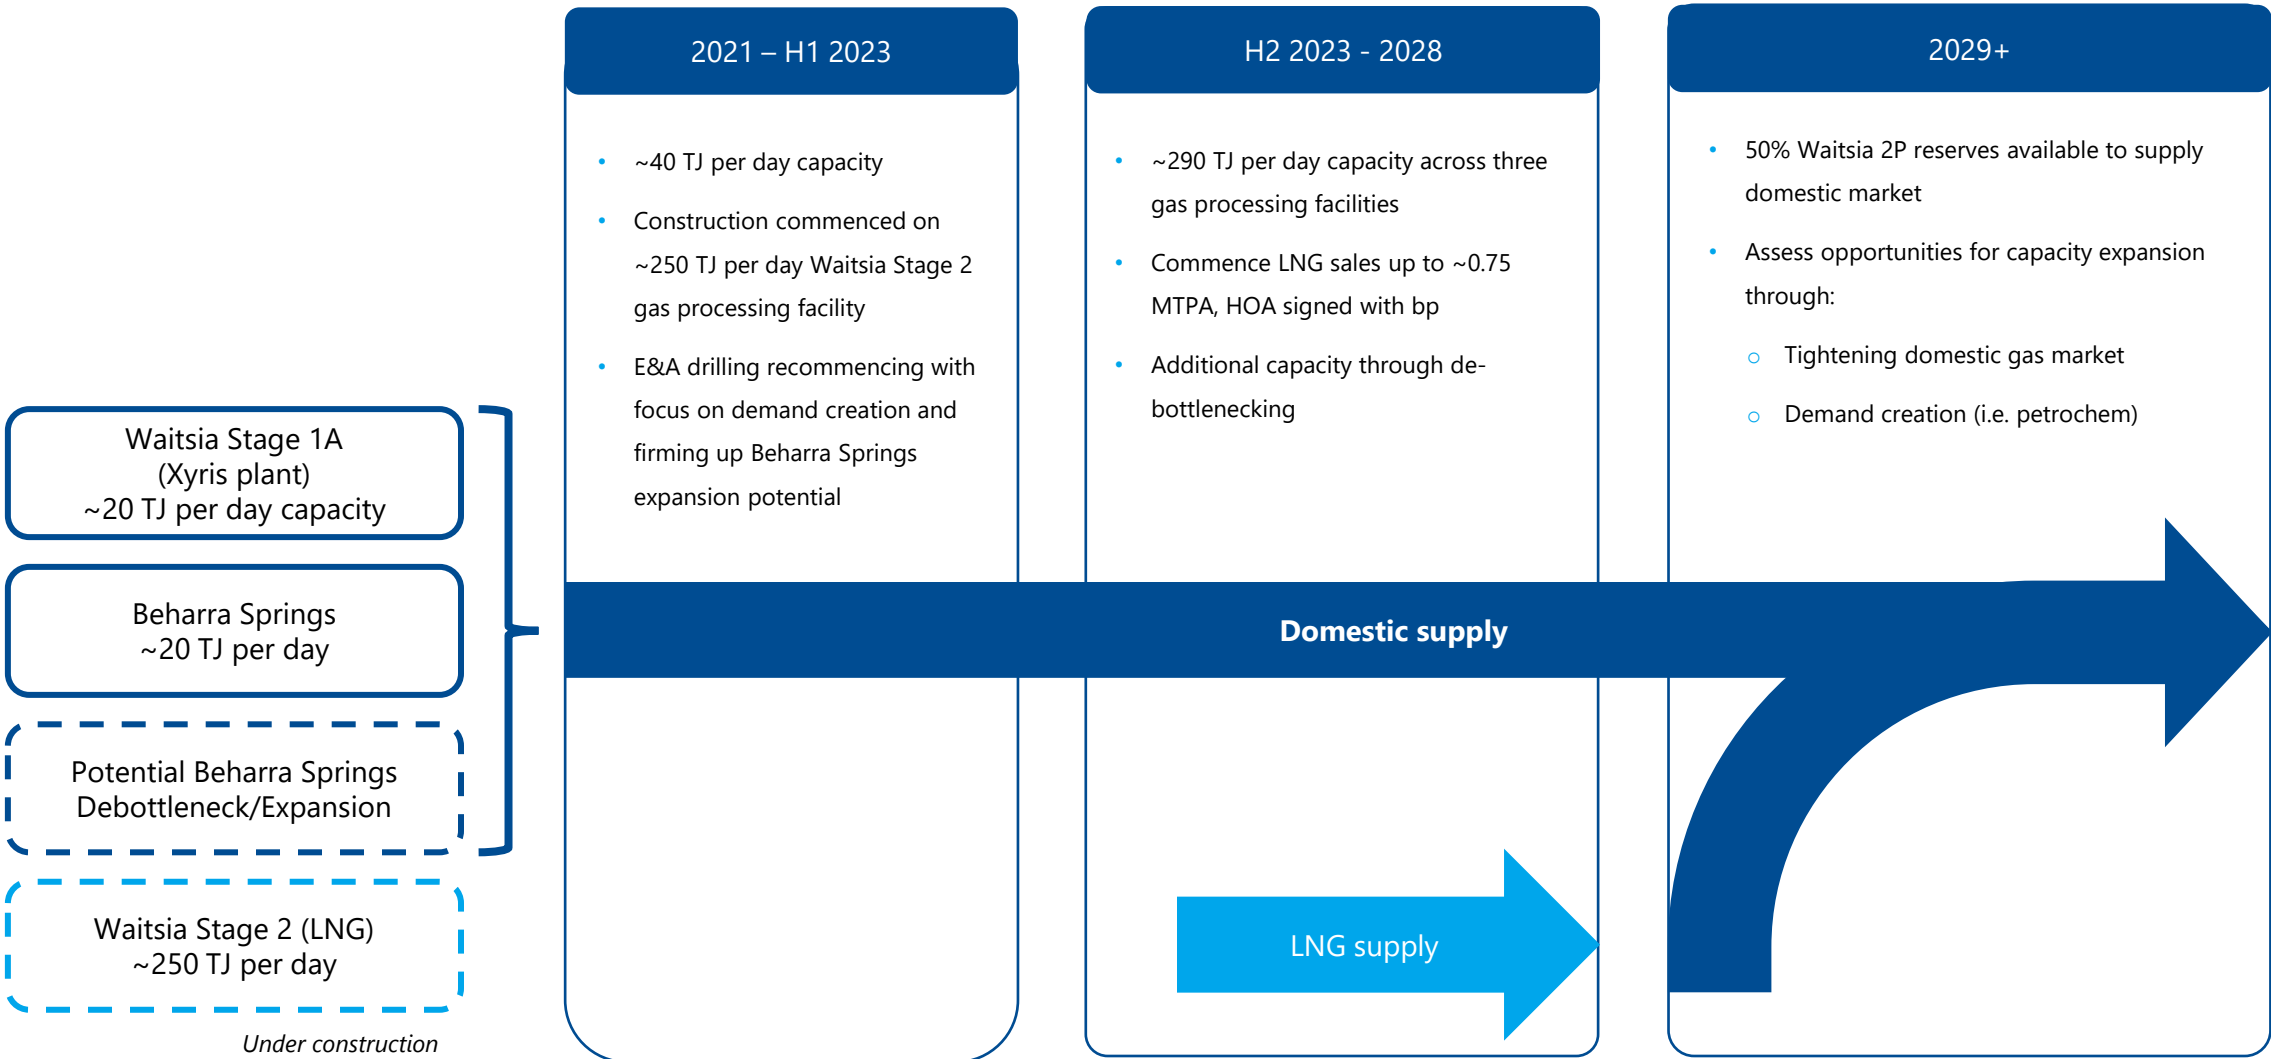 2021 – H1 2023
H2 2023 - 2028
2029+
• ~40 TJ per day capacity
• Construction commenced on
~250 TJ per day Waitsia Stage 2
gas processing facility
• E&A drilling recommencing with
focus on demand creation and
firming up Beharra Springs
expansion potential
• ~290 TJ per day capacity across three
gas processing facilities
• Commence LNG sales up to ~0.75
MTPA, HOA signed with bp
• Additional capacity through de-
bottlenecking
• 50% Waitsia 2P reserves available to supply
domestic market
• Assess opportunities for capacity expansion
through:
o Tightening domestic gas market
o Demand creation (i.e. petrochem)
Waitsia Stage 1A
(Xyris plant)
~20 TJ per day capacity
Beharra Springs
~20 TJ per day
Potential Beharra Springs
Debottleneck/Expansion
Waitsia Stage 2 (LNG)
~250 TJ per day
Under construction
Domestic supply
LNG supply